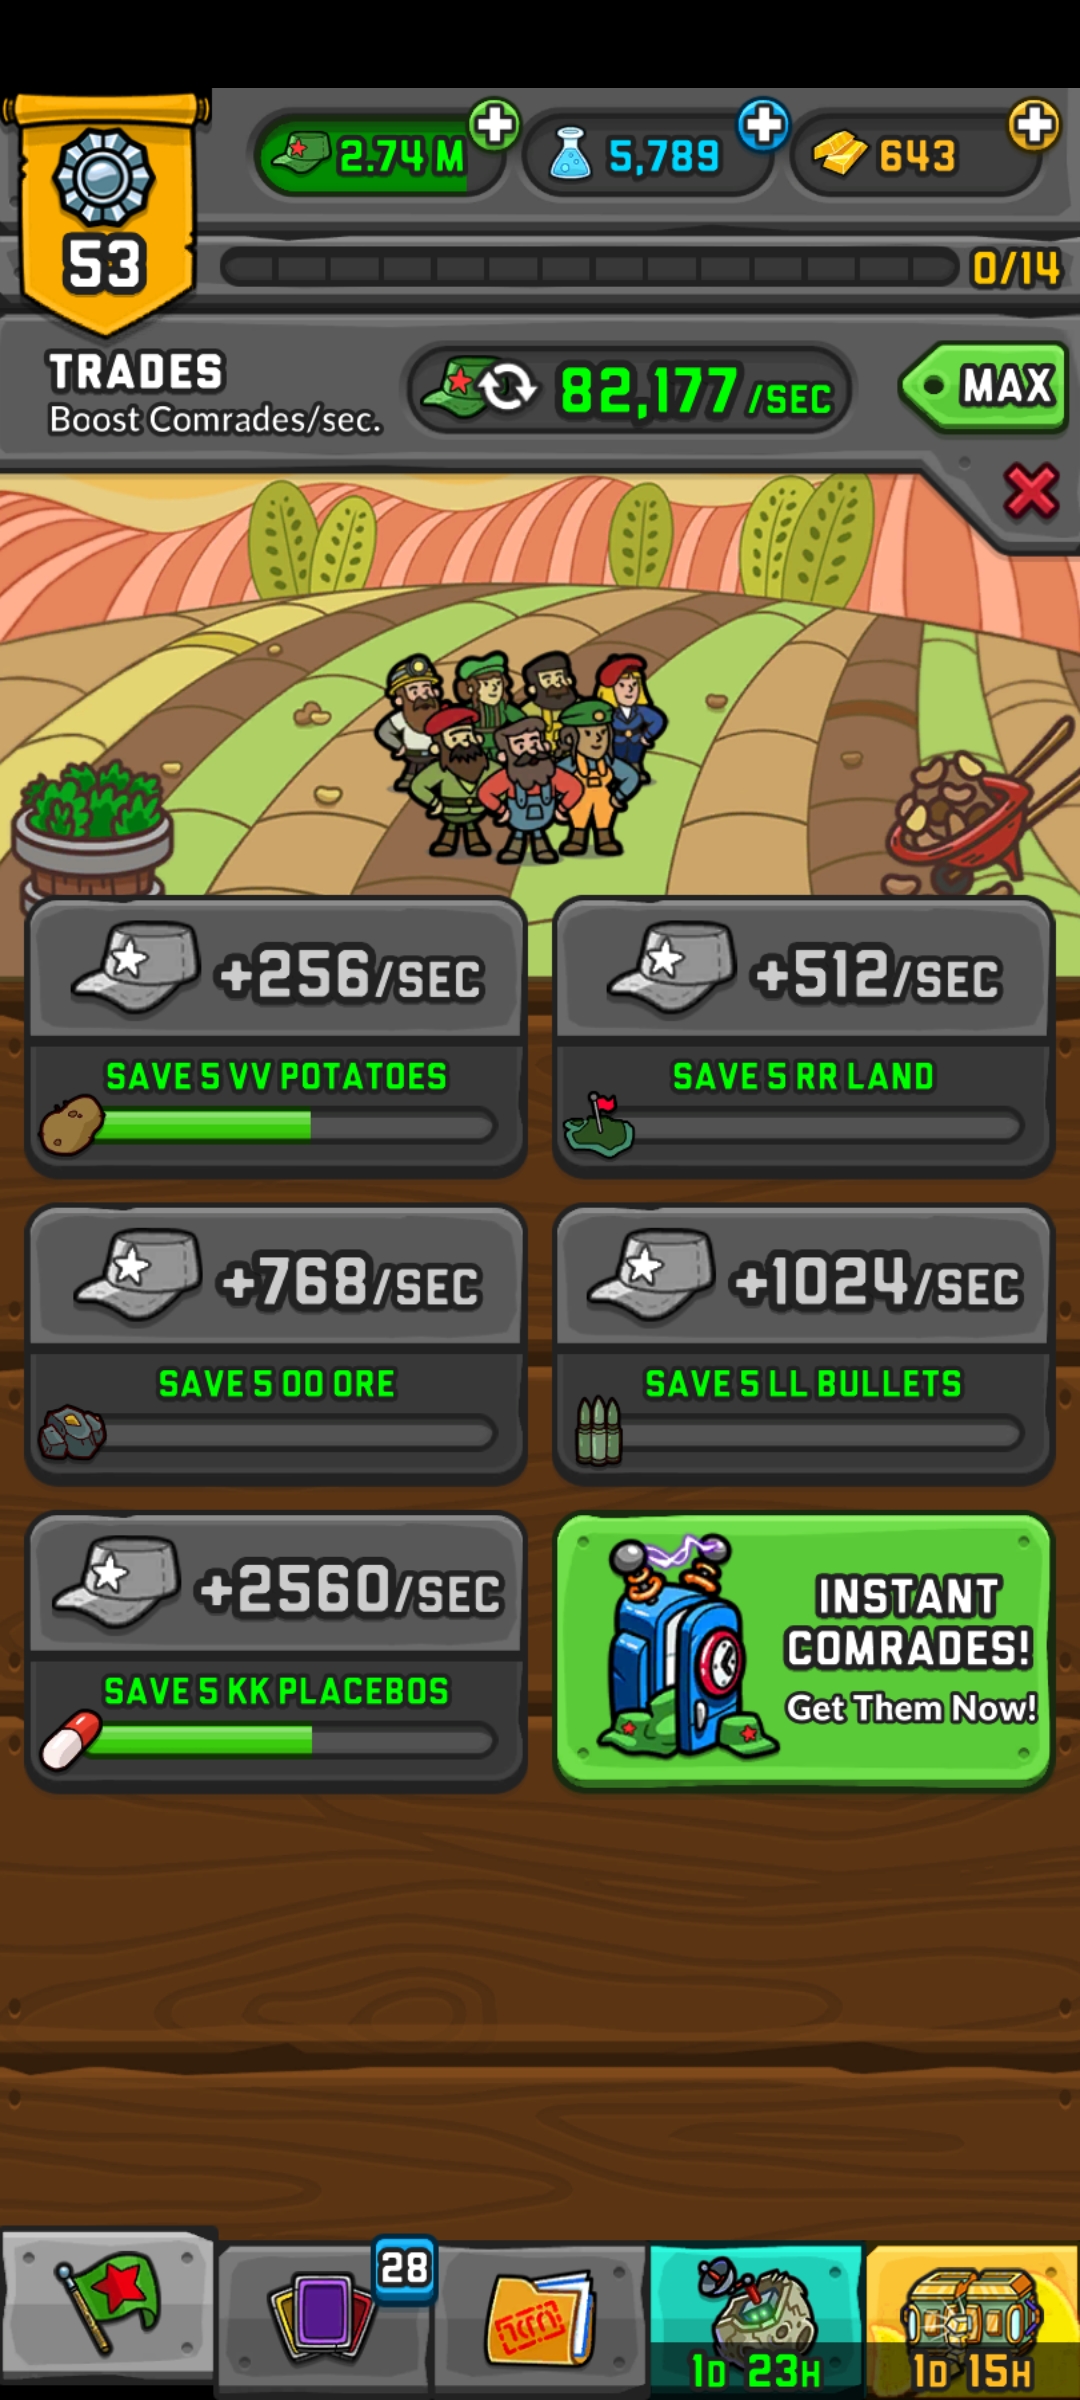 2.74 M
5,789
643
53
0/14
TRADES
Boost Comrades/sec.
82,177 /SEC
MAX
+256/SEC
SAVE 5 VV POTATOES
+512/SEC
SAVE 5 RR LAND
+768/SEC
SAVE 5 OO ORE
+1024/SEC
SAVE 5 LL BULLETS
+2560/SEC
SAVE 5 KK PLACEBOS
INSTANT
COMRADES!
Get Them Now!
28
1D 23H
1D 15H